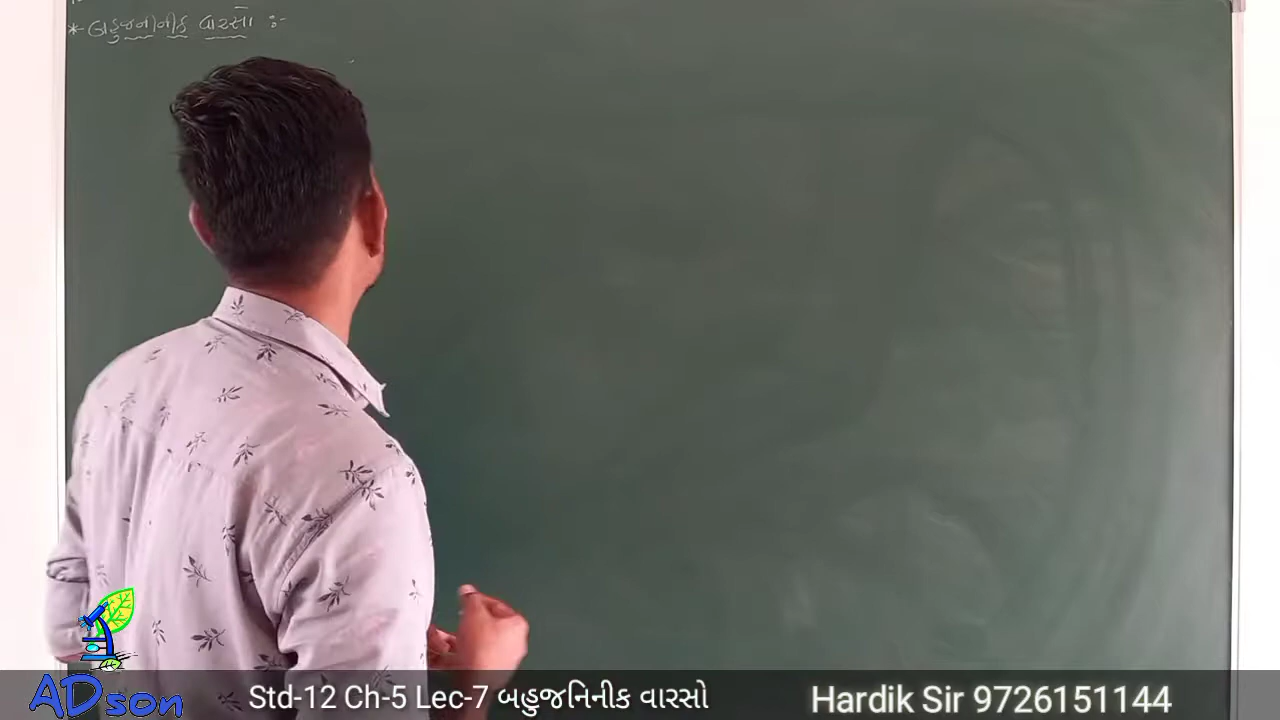 * બહુજનીનીક વારસો :-
ADson
Std-12 Ch-5 Lec-7 બહુજનિનીક વારસો
Hardik Sir 9726151144